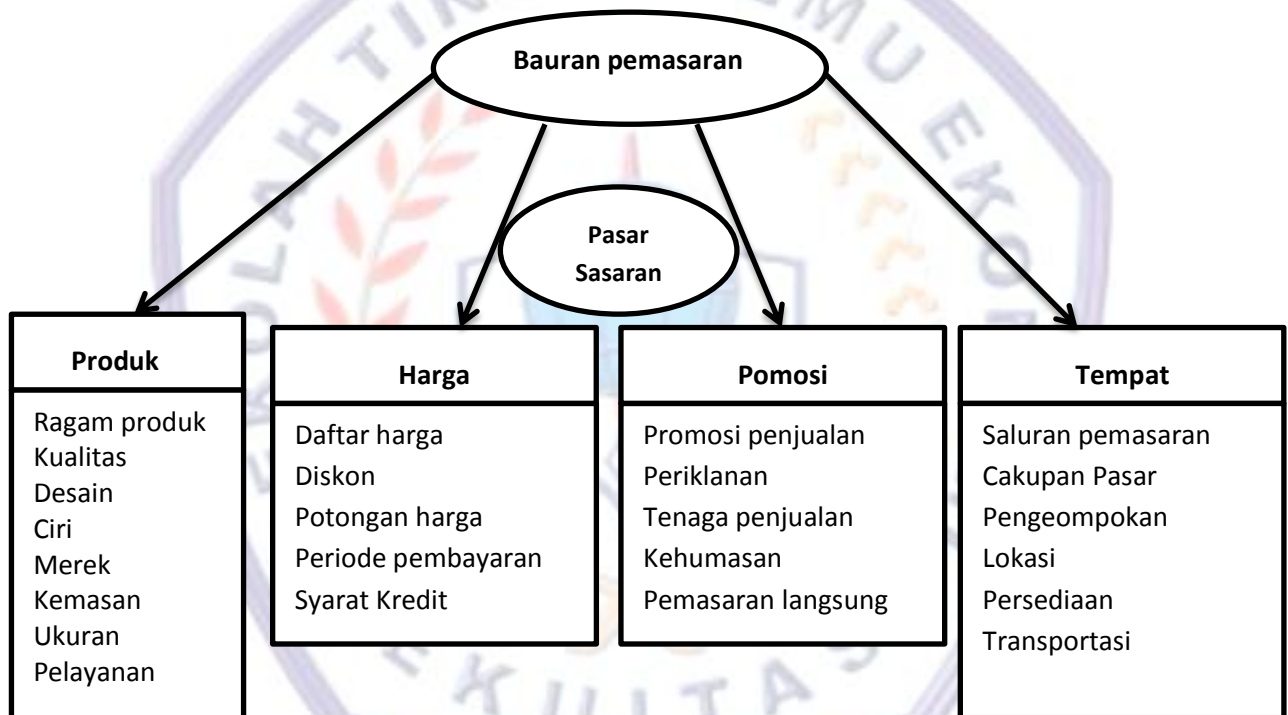 Bauran pemasaran
Pasar
Sasaran
Produk
Ragam produk
Kualitas
Desain
Ciri
Merek
Kemasan
Ukuran
Pelayanan
Harga
Daftar harga
Diskon
Potongan harga
Periode pembayaran
Syarat Kredit
Pomosi
Promosi penjualan
Periklanan
Tenaga penjualan
Kehumasan
Pemasaran langsung
Tempat
Saluran pemasaran
Cakupan Pasar
Pengeompokan
Lokasi
Persediaan
Transportasi